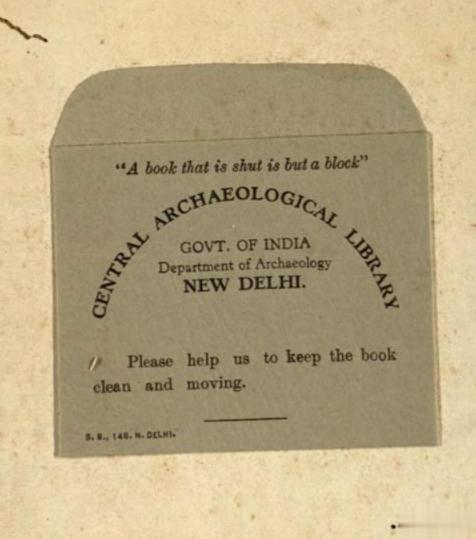 "A book that is shut is but a block"
CENTRAL ARCHAEOLOGICAL LIBRARY
GOVT. OF INDIA
Department of Archaeology
NEW DELHI.
Please help us to keep the book
clean and moving.
S. B., 148. N. DELHI.